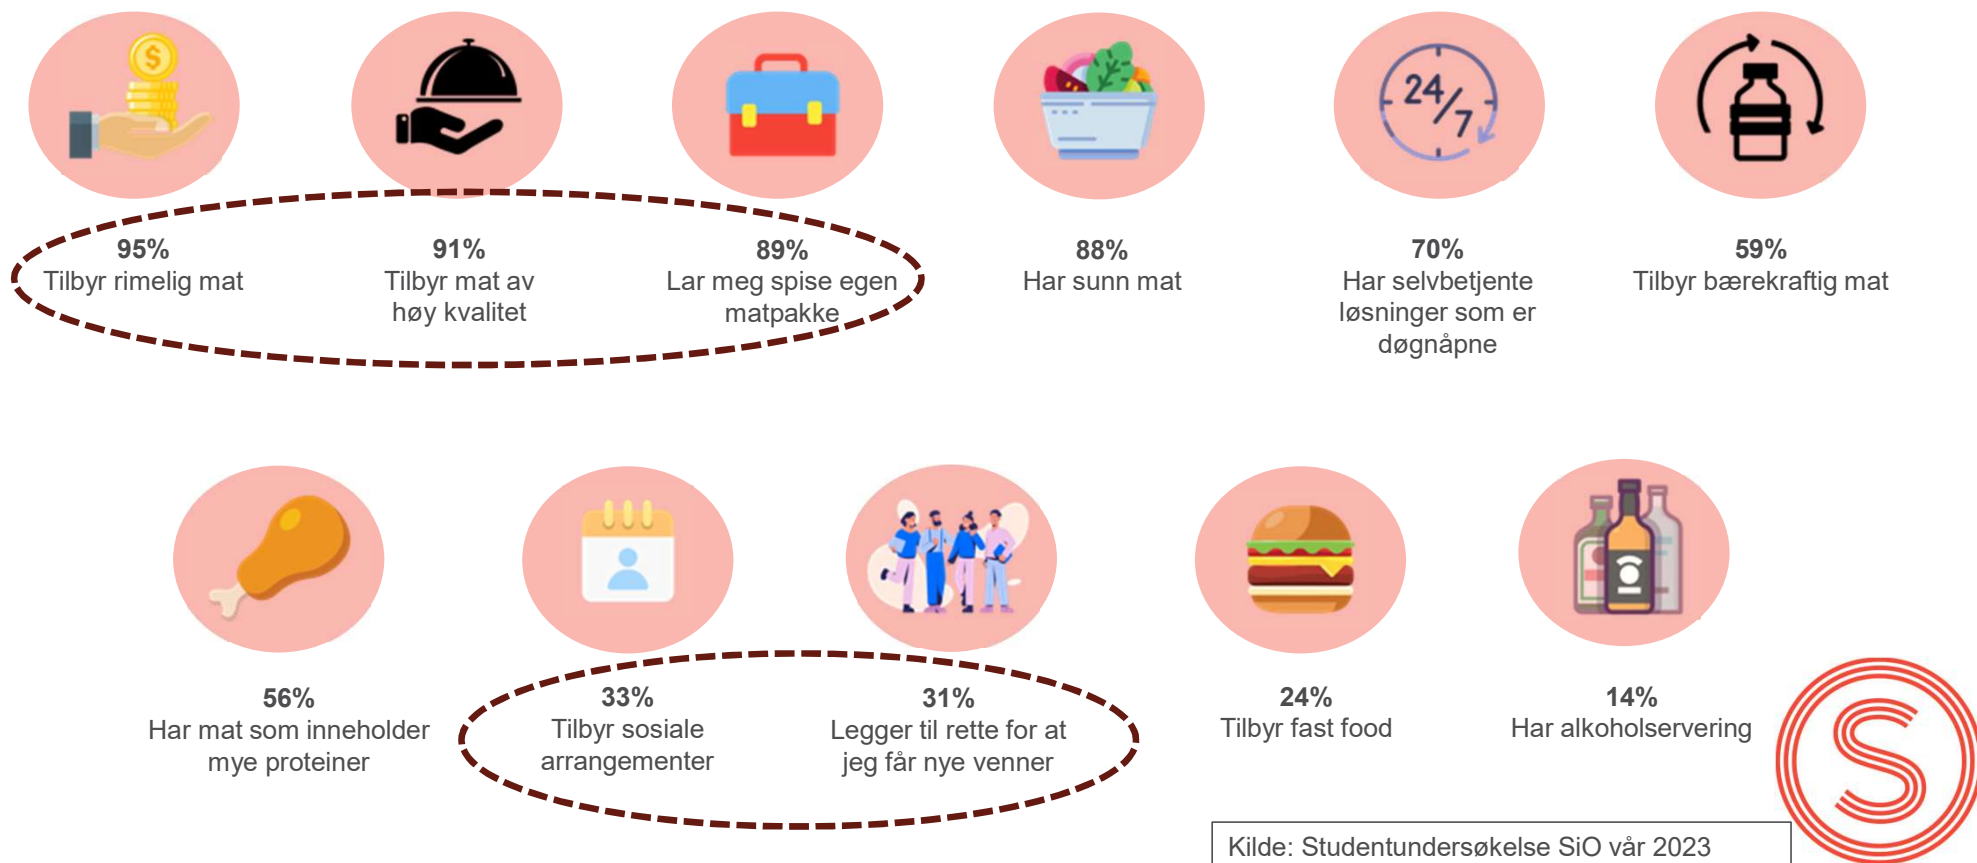 24/7
95%
Tilbyr rimelig mat
91%
Tilbyr mat av
høy kvalitet
89%
Lar meg spise egen
matpakke
88%
Har sunn mat
70%
Har selvbetjente
løsninger som er
døgnåpne
59%
Tilbyr bærekraftig mat
56%
Har mat som inneholder
mye proteiner
33%
Tilbyr sosiale
arrangementer
31%
Legger til rette for at
jeg får nye venner
24%
Tilbyr fast food
14%
Har alkoholservering
S
Kilde: Studentundersøkelse SiO vår 2023